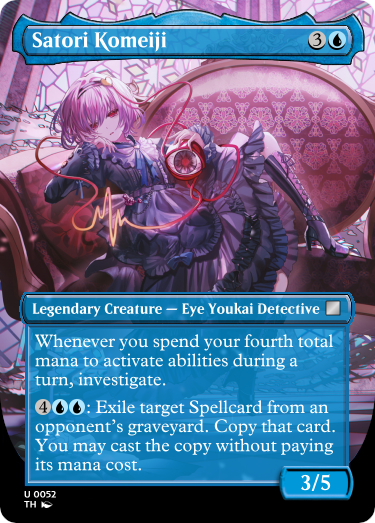 Satori Komeiji 3
Legendary Creature — Eye Youkai Detective
Whenever you spend your fourth total
mana to activate abilities during a
turn, investigate.
4: Exile target Spellcard from an
opponent's graveyard. Copy that card.
You may cast the copy without paying
its mana cost.
3/5
U 0052
TH